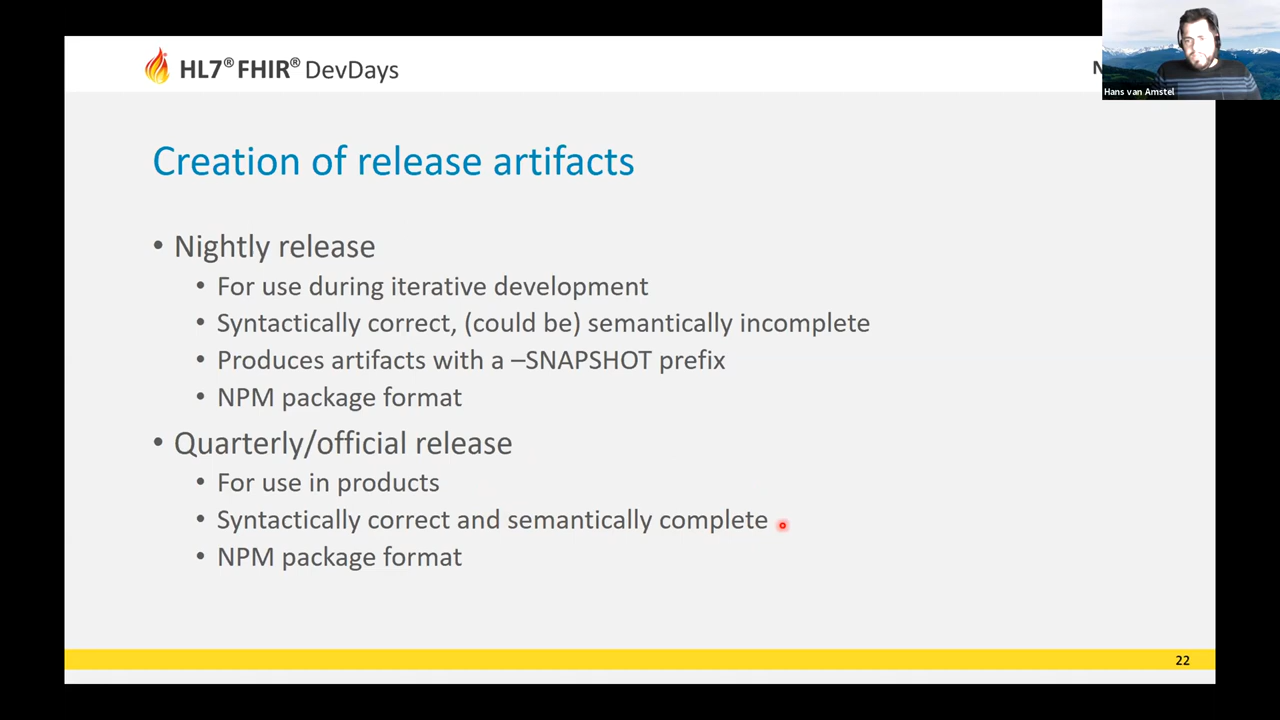 HL7® FHIR® DevDays
Hans van Amstel
Creation of release artifacts
• Nightly release
• For use during iterative development
• Syntactically correct, (could be) semantically incomplete
• Produces artifacts with a –SNAPSHOT prefix
• NPM package format
• Quarterly/official release
• For use in products
• Syntactically correct and semantically complete
• NPM package format
22